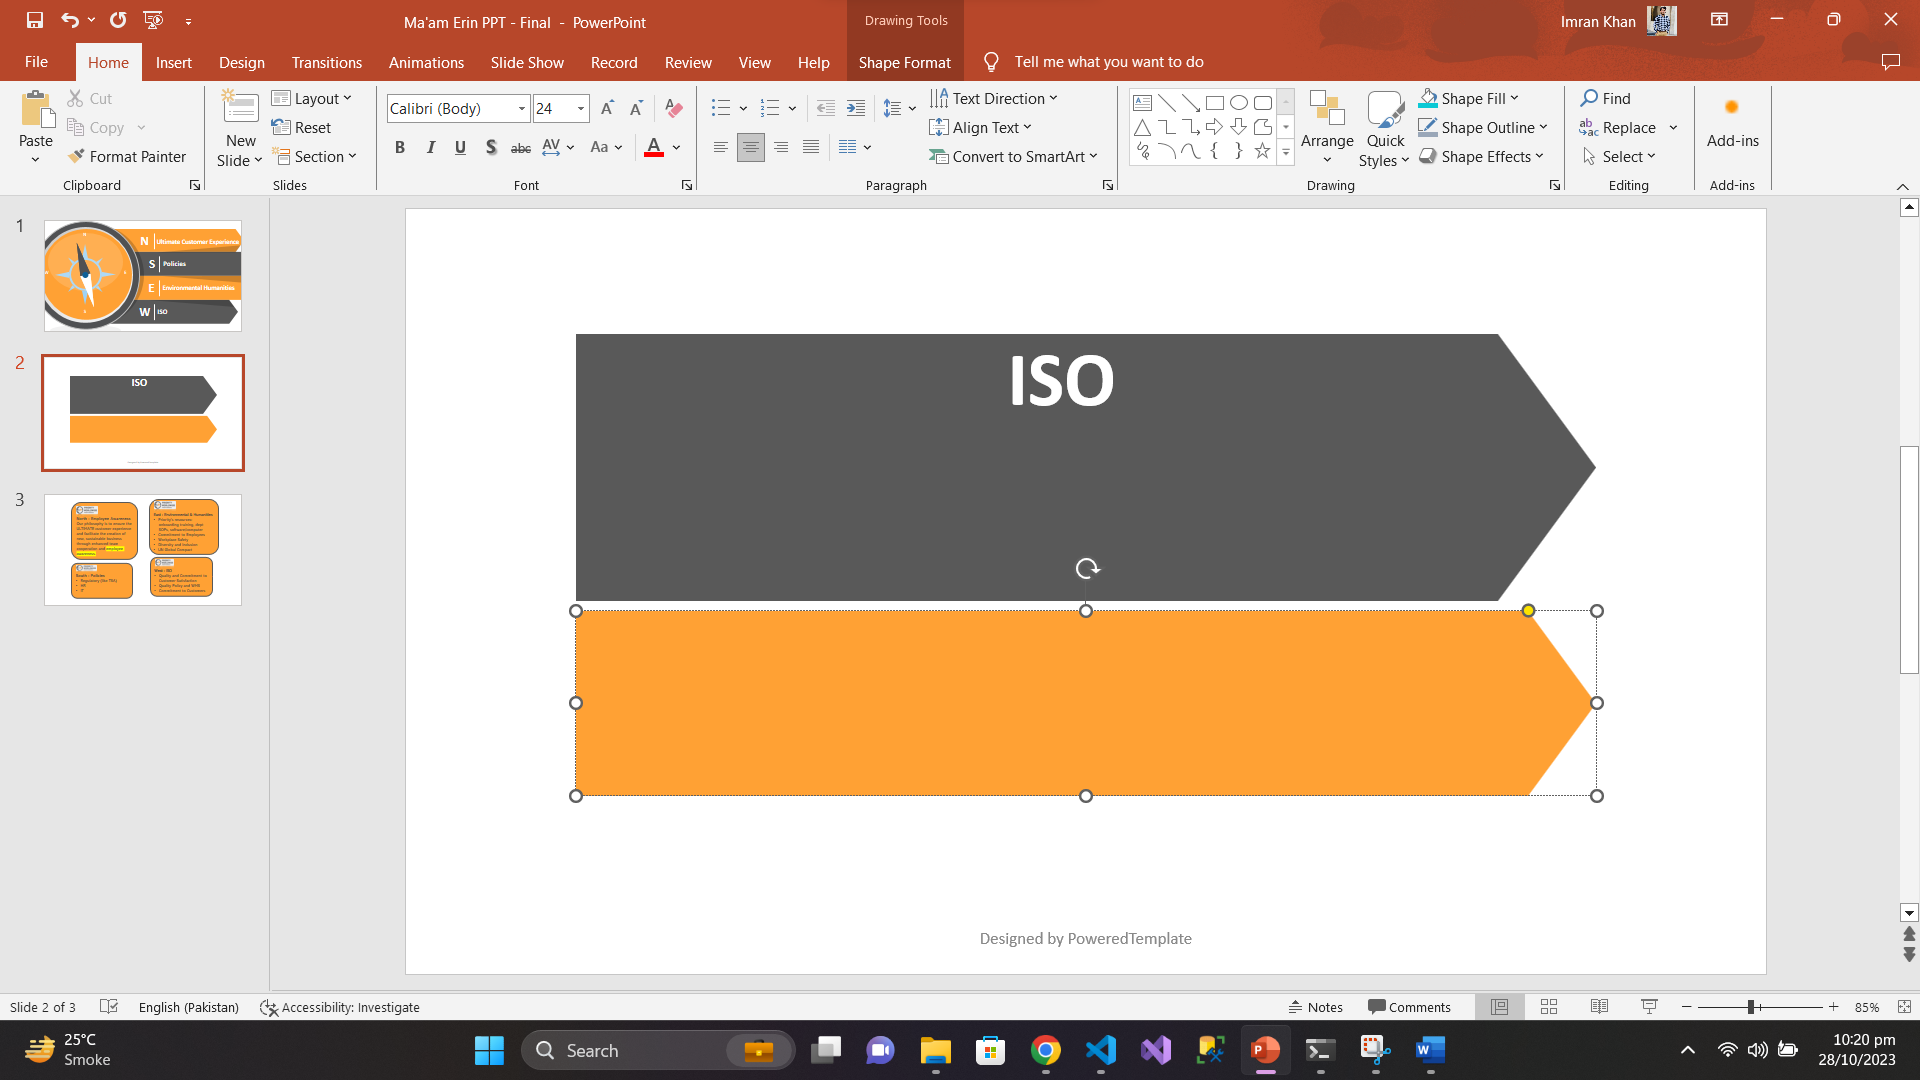 Ma'am Erin PPT - Final - PowerPoint
Drawing Tools
Imran Khan
File
Home
Insert
Design
Transitions
Animations
Slide Show
Record
Review
View
Help
Shape Format
Tell me what you want to do
Paste
Cut
Copy
Format Painter
Clipboard
New
Slide
Layout
Reset
Section
Slides
Calibri (Body)
24
B I U S abc AV Aa A
Font
Text Direction
Align Text
Convert to SmartArt
Paragraph
Arrange
Quick
Styles
Shape Fill
Shape Outline
Shape Effects
Drawing
Find
Replace
Select
Editing
Add-ins
Add-ins
1
N Ultimate Customer Experience
S Policies
E Environmental Humanities
W ISO
2
ISO
3
ISO
Designed by PoweredTemplate
Slide 2 of 3
English (Pakistan)
Accessibility: Investigate
Notes
Comments
85%
25°C
Smoke
Search
10:20 pm
28/10/2023